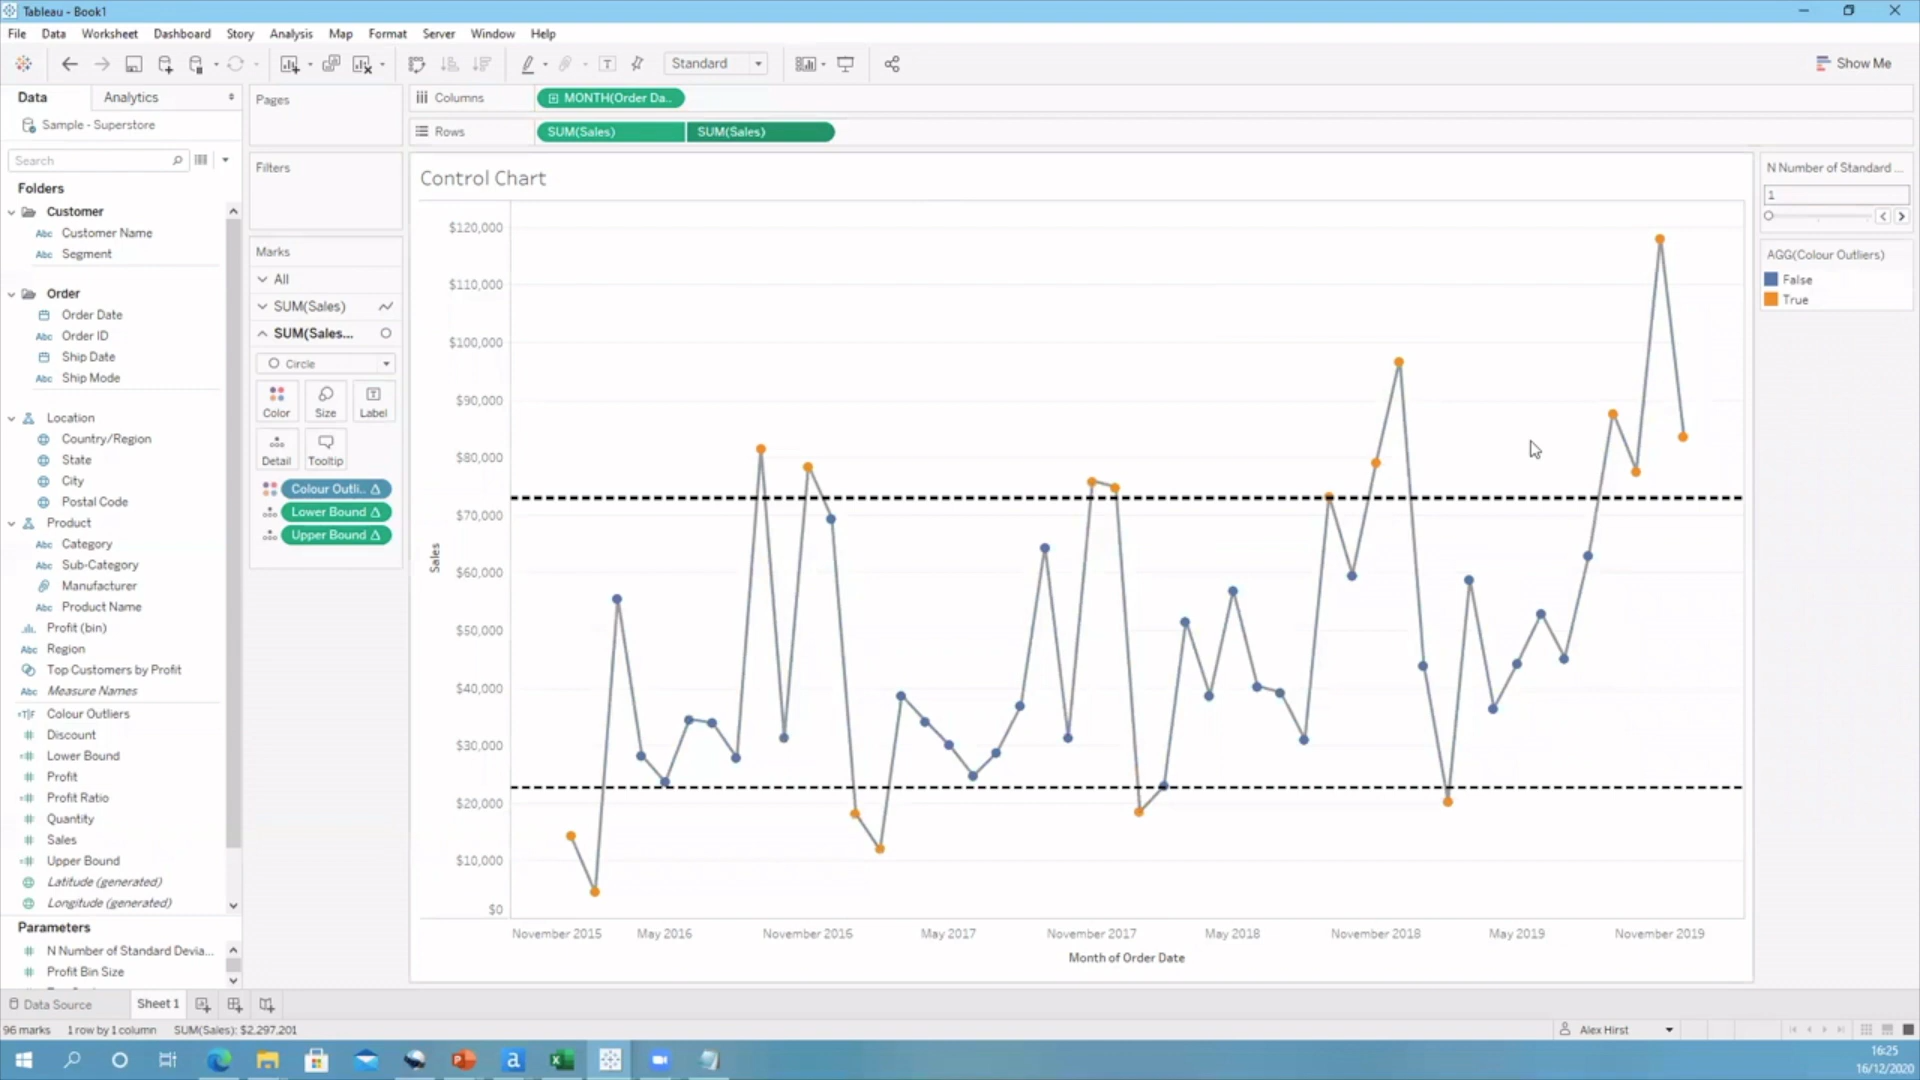 Tableau - Book1
File Data Worksheet Dashboard Story Analysis Map Format Server Window Help
Standard
Show Me
Data Analytics
Sample - Superstore
Search
Folders
Customer
Abc Customer Name
Abc Segment
Order
Order Date
Abc Order ID
Ship Date
Abc Ship Mode
Location
Country/Region
State
City
Postal Code
Product
Abc Category
Abc Sub-Category
Manufacturer
Abc Product Name
Profit (bin)
Abc Region
Top Customers by Profit
Abc Measure Names
=T|F Colour Outliers
# Discount
=# Lower Bound
# Profit
=# Profit Ratio
# Quantity
# Sales
=# Upper Bound
Latitude (generated)
Longitude (generated)
Parameters
# N Number of Standard Devia...
# Profit Bin Size
Pages
Filters
Marks
All
SUM(Sales)
SUM(Sales...
Circle
Color Size Label
Detail Tooltip
Colour Outli.. Δ
Lower Bound Δ
Upper Bound Δ
Columns MONTH(Order Da..
Rows SUM(Sales) SUM(Sales)
Control Chart
$120,000
$110,000
$100,000
$90,000
$80,000
$70,000
$60,000
$50,000
$40,000
$30,000
$20,000
$10,000
$0
Sales
November 2015 May 2016 November 2016 May 2017 November 2017 May 2018 November 2018 May 2019 November 2019
Month of Order Date
N Number of Standard ...
1
AGG(Colour Outliers)
False
True
Data Source Sheet 1
96 marks 1 row by 1 column SUM(Sales): $2,297,201
Alex Hirst
16:25
16/12/2020